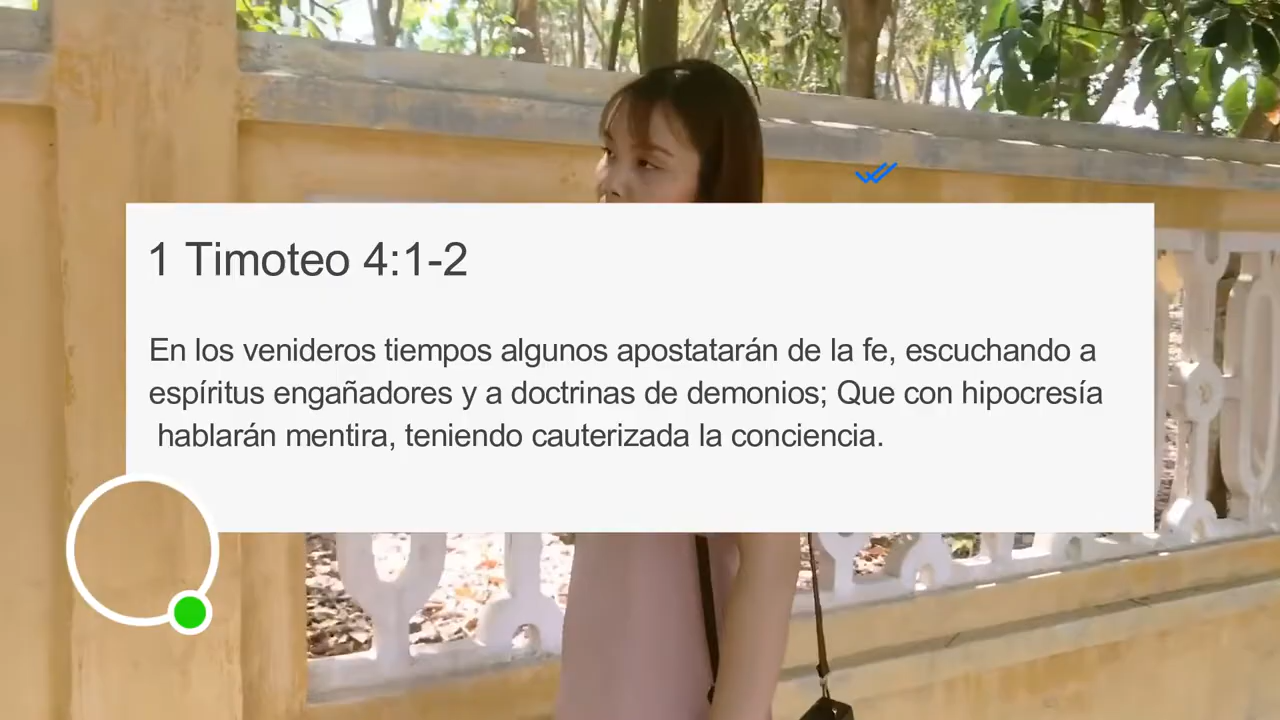 1 Timoteo 4:1-2
En los venideros tiempos algunos apostatarán de la fe, escuchando a
espíritus engañadores y a doctrinas de demonios; Que con hipocresía
hablarán mentira, teniendo cauterizada la conciencia.